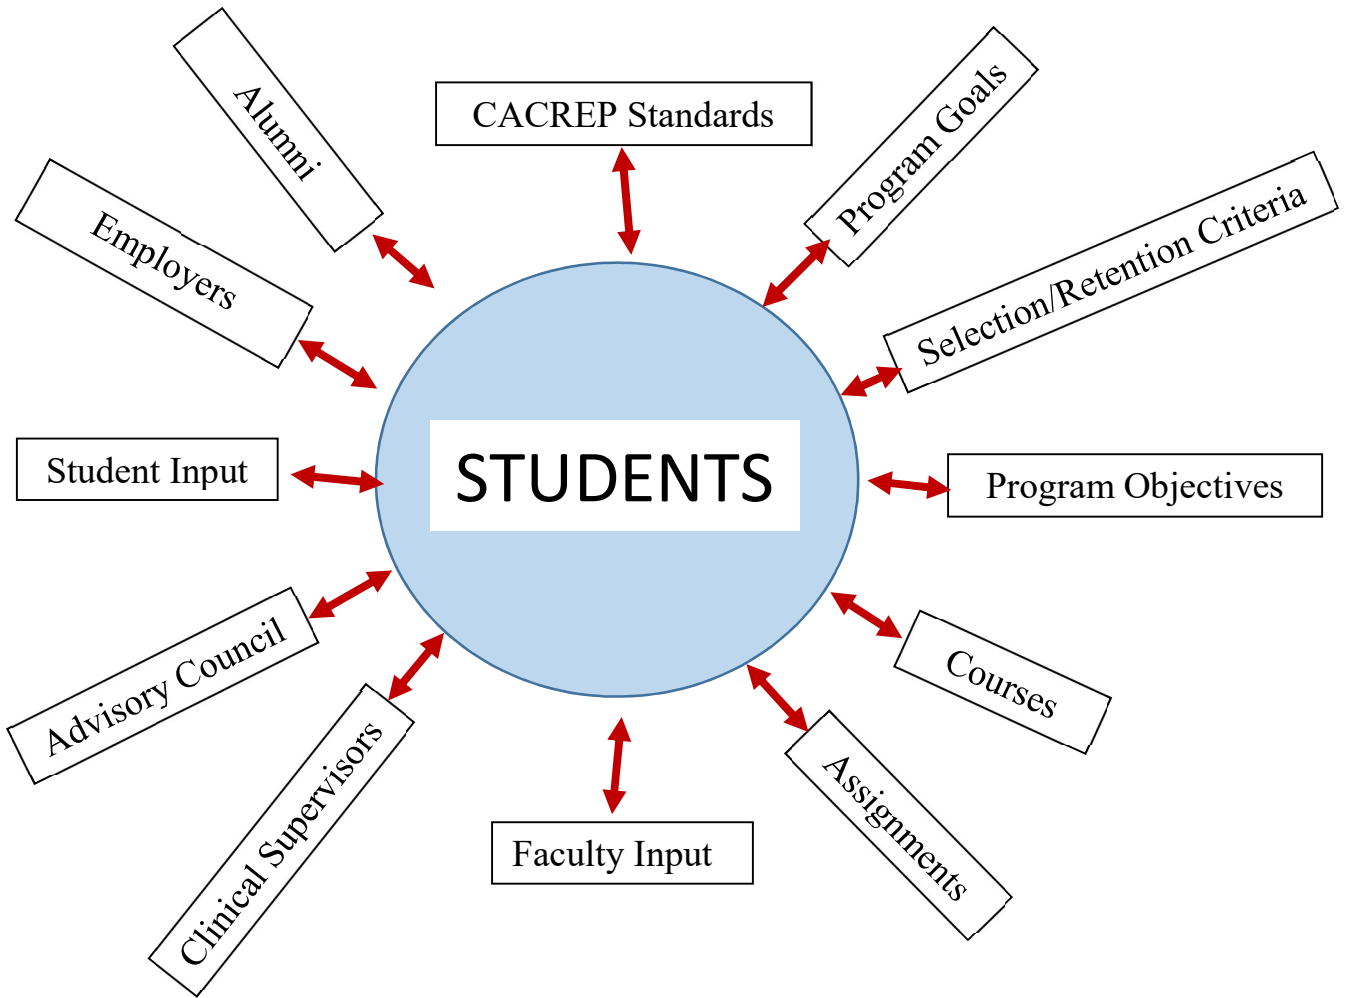 Alumni
CACREP Standards
Program Goals
Employers
Selection/Retention Criteria
Student Input
STUDENTS
Program Objectives
Advisory Council
Courses
Clinical Supervisors
Assignments
Faculty Input